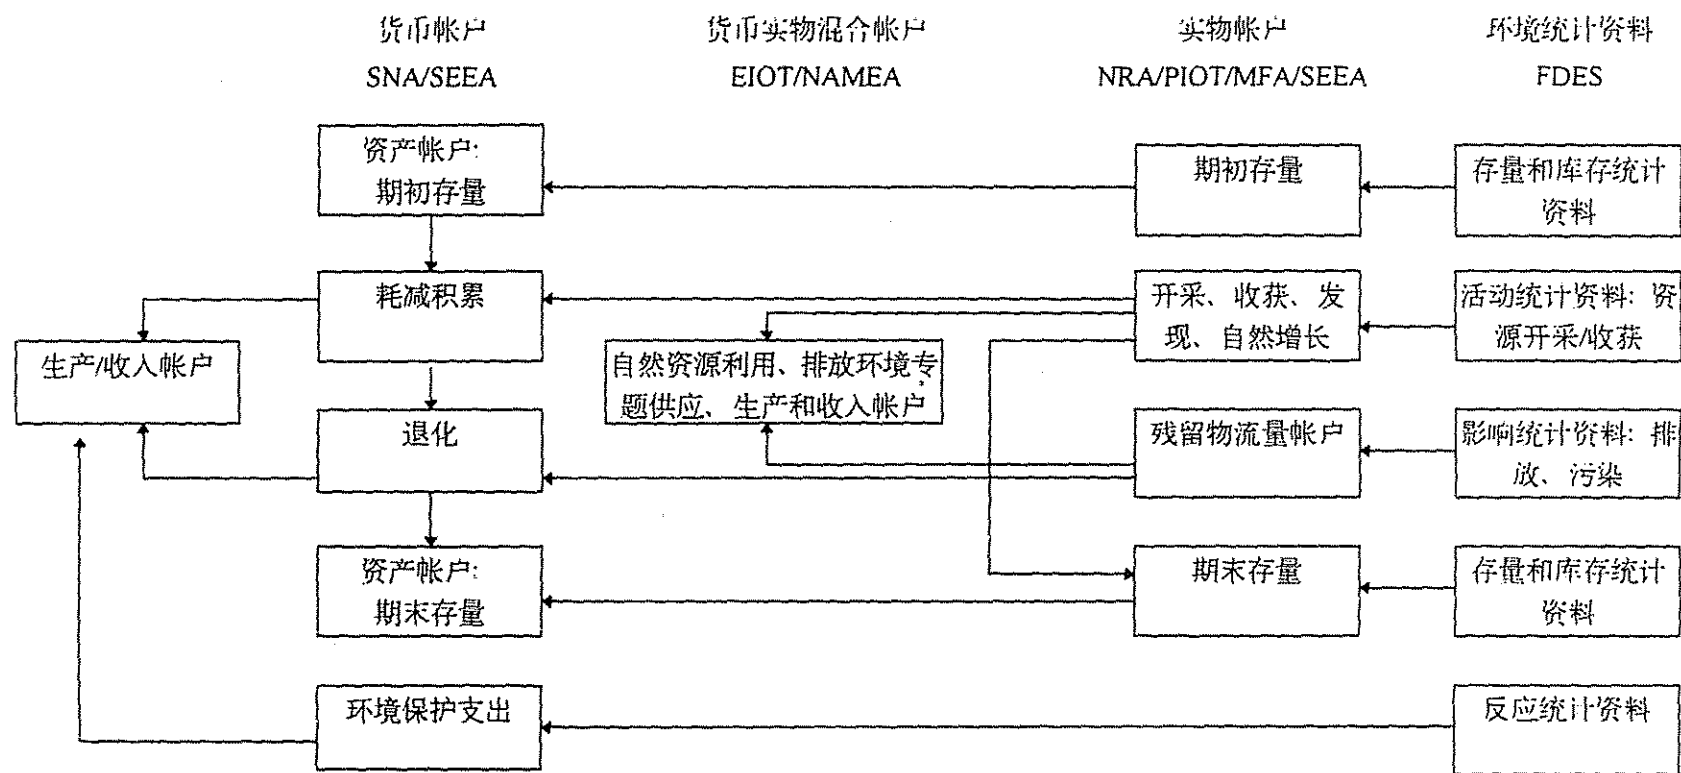 货币帐户
SNA/SEEA
货币实物混合帐户
EIOT/NAMEA
实物帐户
NRA/PIOT/MFA/SEEA
环境统计资料
FDES
资产帐户:
期初存量
期初存量
存量和库存统计
资料
耗减积累
开采、收获、发
现、自然增长
活动统计资料: 资
源开采/收获
生产/收入帐户
自然资源利用、排放环境专
题供应、生产和收入帐户
退化
残留物流量帐户
影响统计资料: 排
放、污染
资产帐户:
期末存量
期末存量
存量和库存统计
资料
环境保护支出
反应统计资料